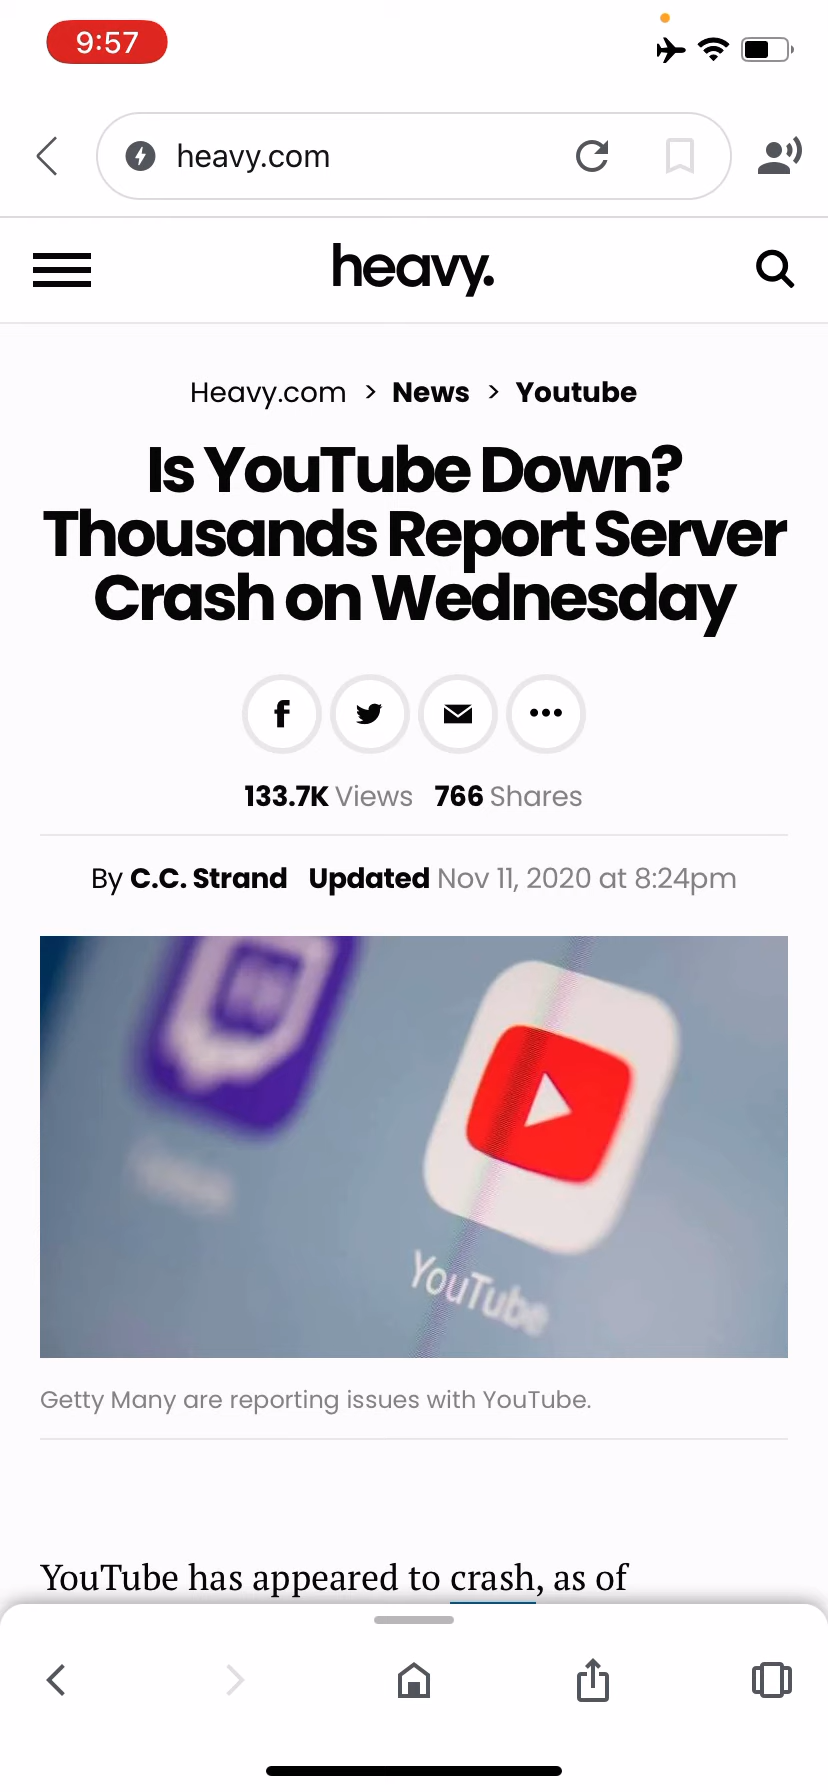 9:57
heavy.com
heavy.
Heavy.com > News > Youtube
Is YouTube Down?
Thousands Report Server
Crash on Wednesday
133.7K Views 766 Shares
By C.C. Strand Updated Nov 11, 2020 at 8:24pm
YouTube
Getty Many are reporting issues with YouTube.
YouTube has appeared to crash, as of